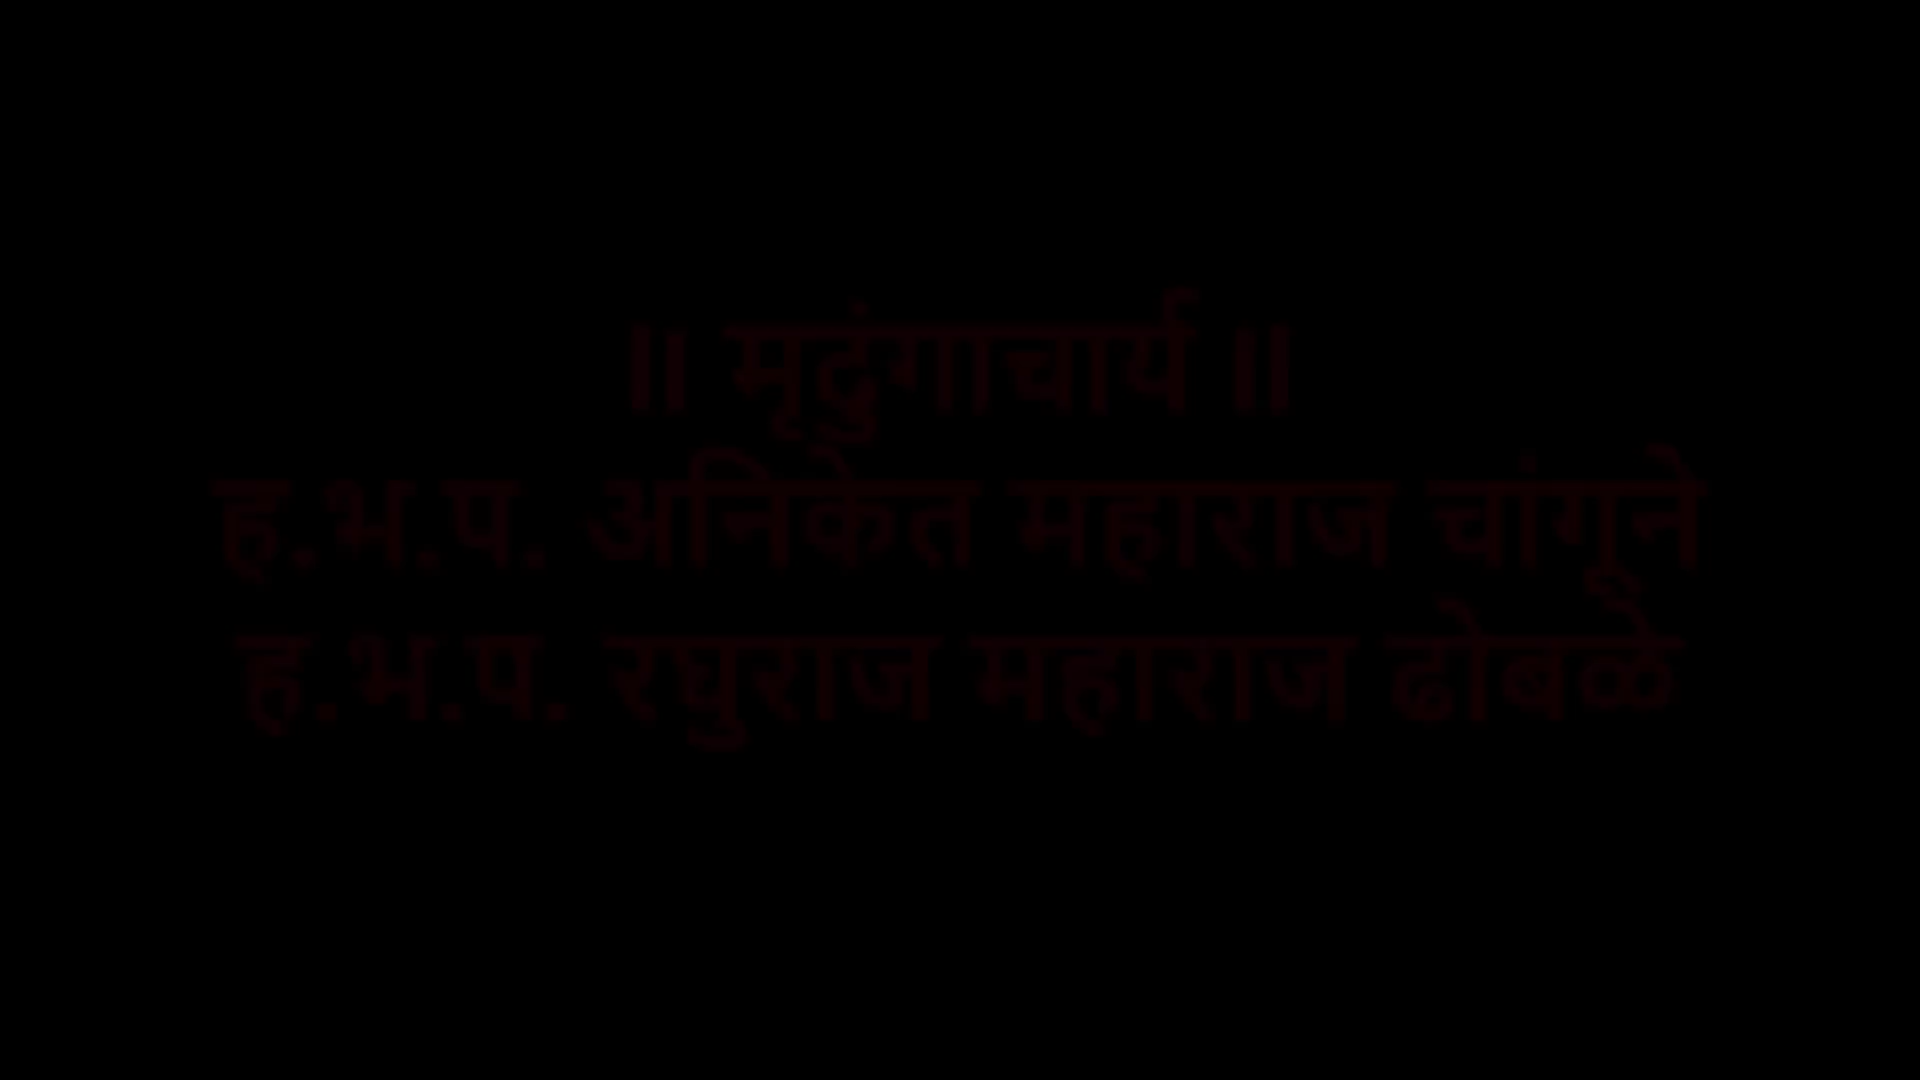 ॥ मृदुंगाचार्य ॥
ह.भ.प. अनिकेत महाराज चांगूने
ह.भ.प. रघुराज महाराज ढोबळे